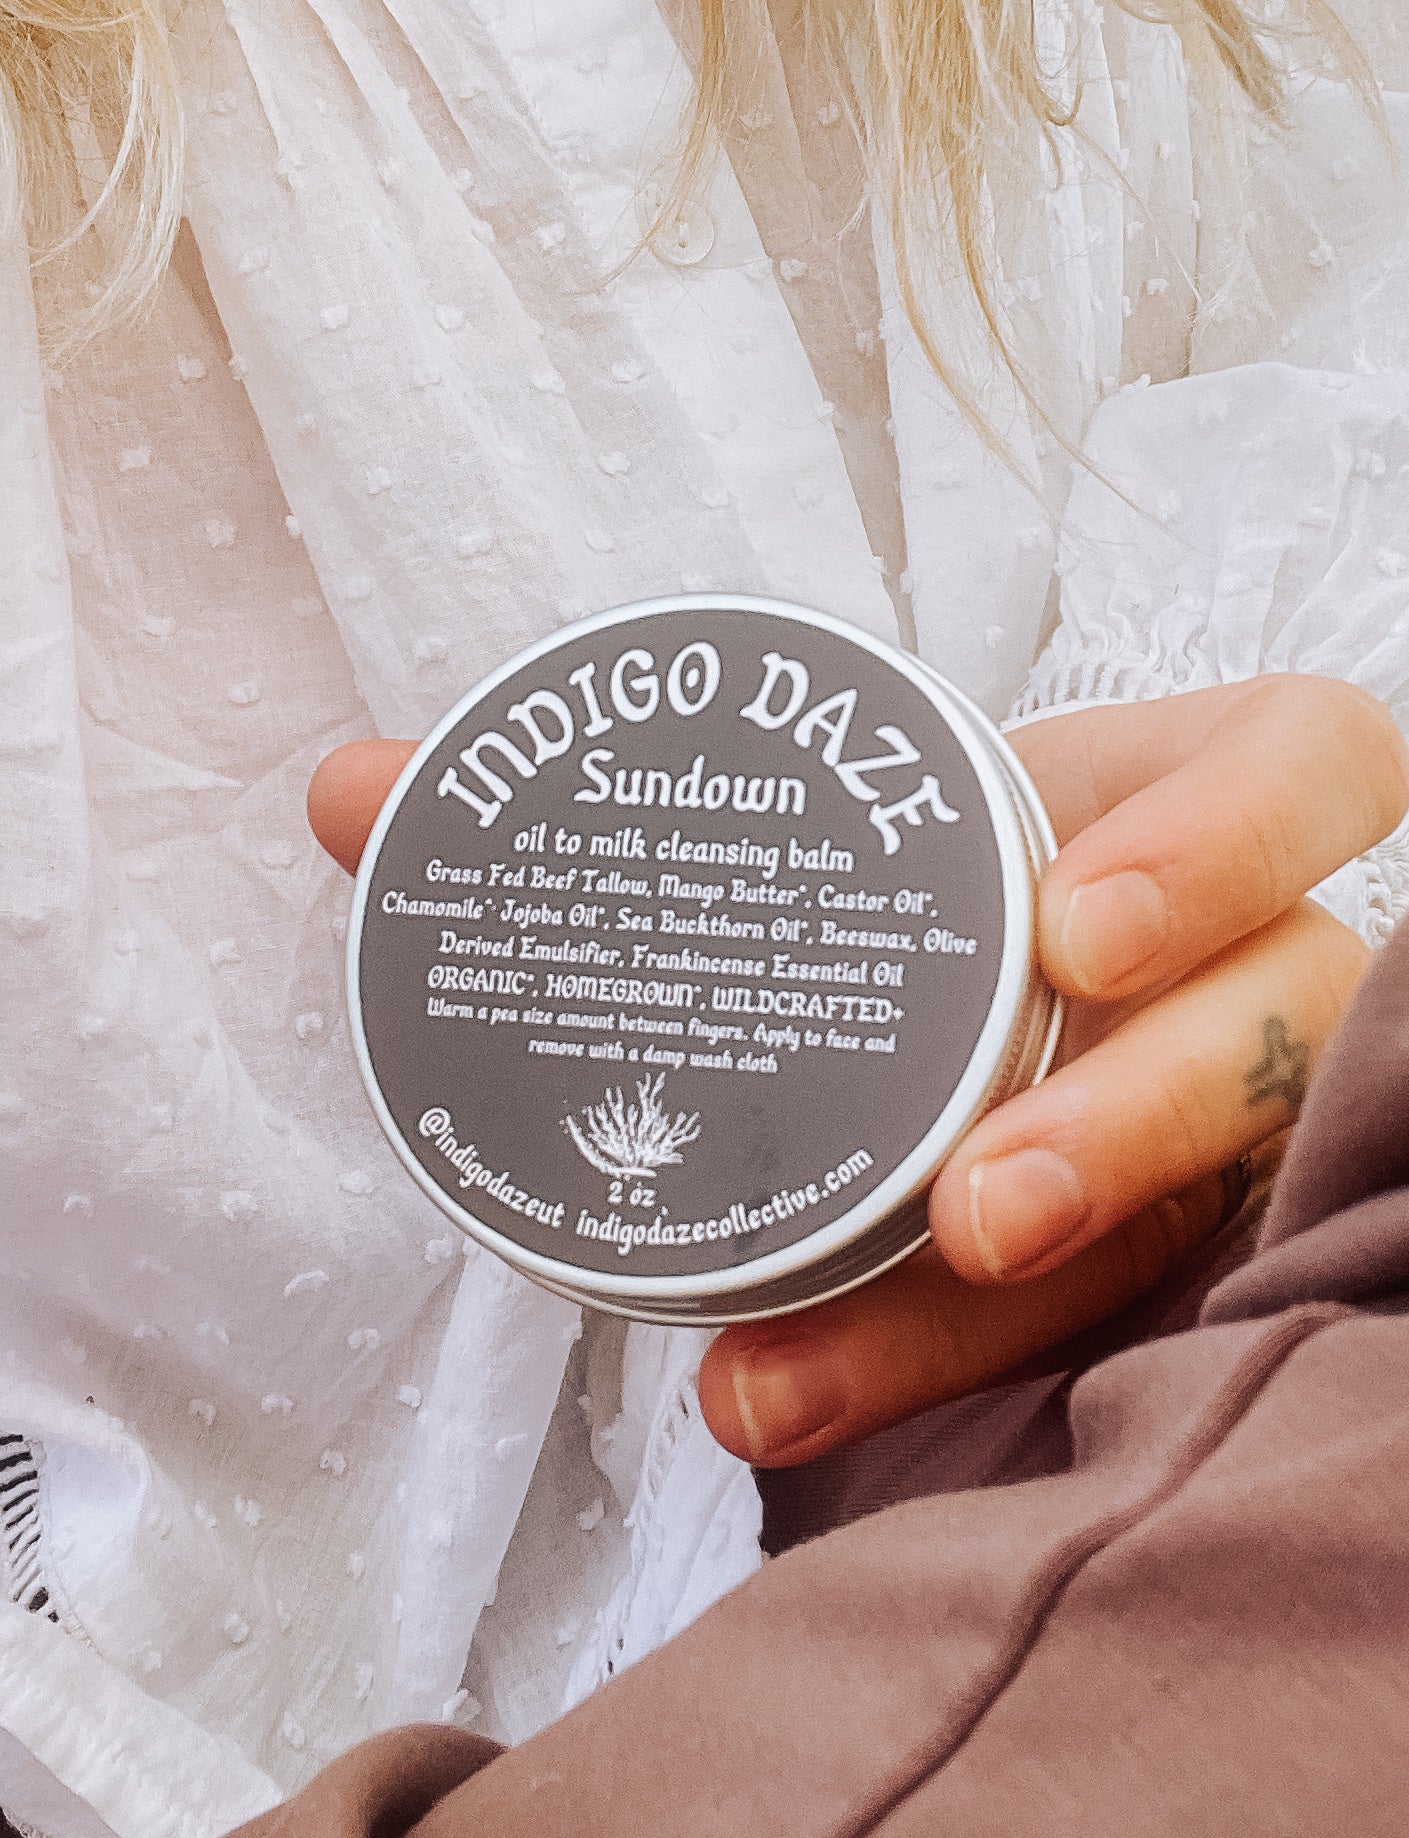 INDIGO DAZE
Sundown
oil to milk cleansing balm
Grass Fed Beef Tallow, Mango Butter*, Castor Oil*,
Chamomile^* Jojoba Oil*, Sea Buckthorn Oil*, Beeswax, Olive
Derived Emulsifier, Frankincense Essential Oil
ORGANIC*, HOMEGROWN^, WILDCRAFTED+
Warm a pea size amount between fingers. Apply to face and
remove with a damp wash cloth
2 oz
@indigodazeut indigodazecollective.com